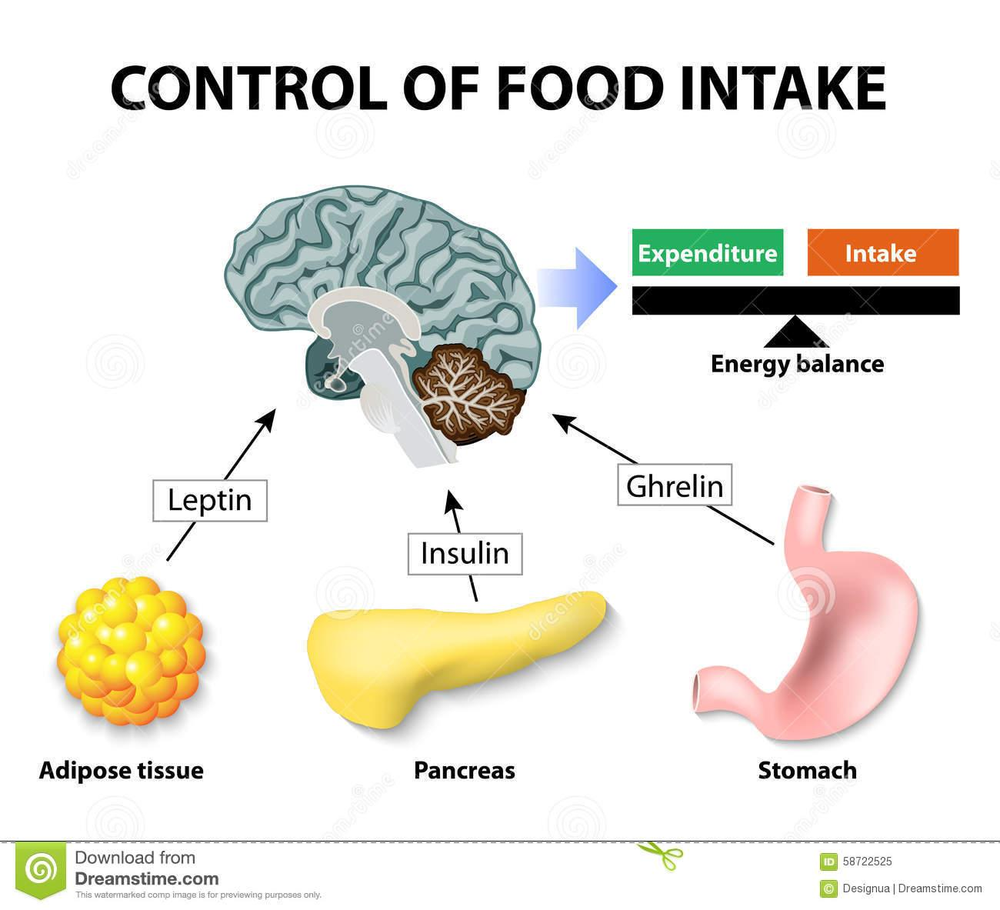 CONTROL OF FOOD INTAKE
Expenditure
Intake
Energy balance
Leptin
Insulin
Ghrelin
Adipose tissue
Pancreas
Stomach
Download from
Dreamstime.com
This watermarked comp image is for previewing purposes only.
ID 58722525
© Designua | Dreamstime.com